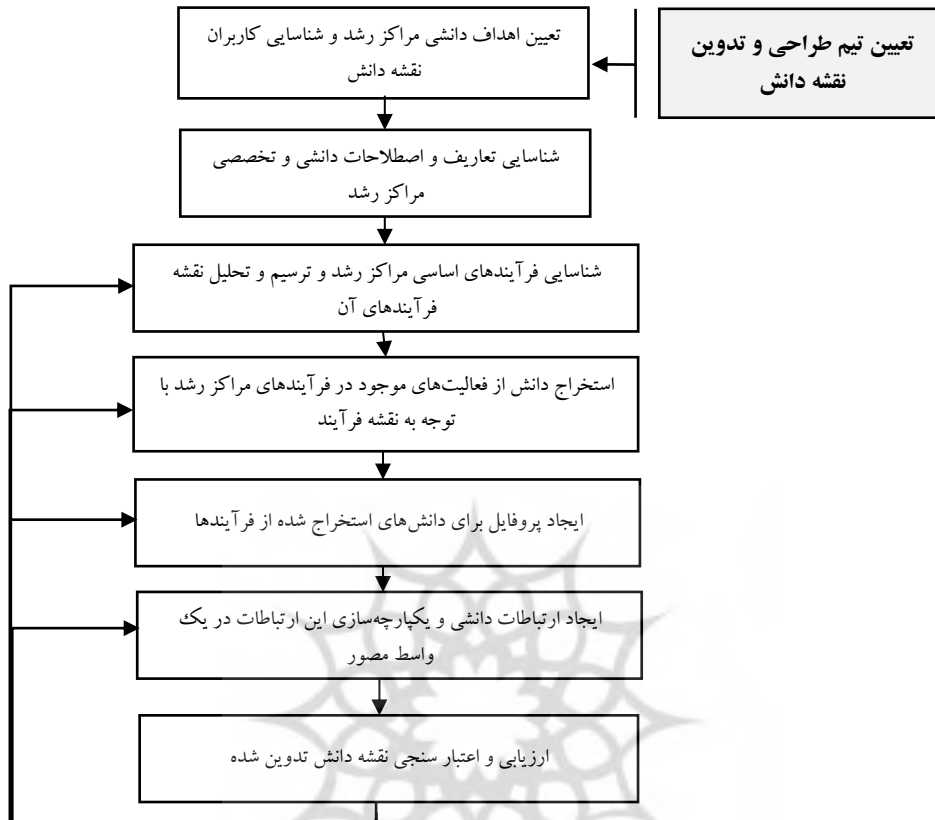 تعیین تیم طراحی و تدوین
نقشه دانش
تعیین اهداف دانشی مراکز رشد و شناسایی کاربران
نقشه دانش
شناسایی تعاریف و اصطلاحات دانشی و تخصصی
مراکز رشد
شناسایی فرآیندهای اساسی مراکز رشد و ترسیم و تحلیل نقشه
فرآیندهای آن
استخراج دانش از فعالیت‌های موجود در فرآیندهای مراکز رشد با
توجه به نقشه فرآیند
ایجاد پروفایل برای دانش‌های استخراج شده از فرآیندها
ایجاد ارتباطات دانشی و یکپارچه‌سازی این ارتباطات در یک
واسط مصور
ارزیابی و اعتبار سنجی نقشه دانش تدوین شده